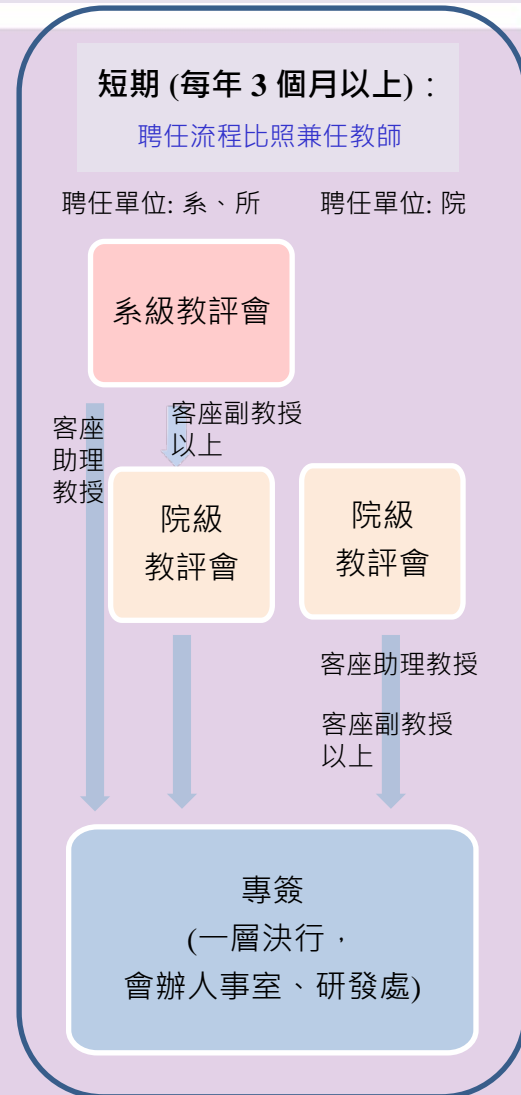 短期 (每年 3 個月以上)：
聘任流程比照兼任教師
聘任單位: 系、所
聘任單位: 院
系級教評會
客座
助理
教授
客座副教授
以上
院級
教評會
院級
教評會
客座助理教授
客座副教授
以上
專簽
(一層決行，
會辦人事室、研發處)